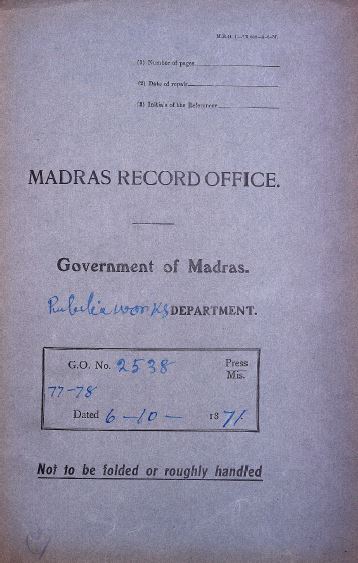 (1) Number of pages
(2) Date of repair
(3) Initials of the Referencer
MADRAS RECORD OFFICE.
Government of Madras.
Public works DEPARTMENT.
G.O. No. 2538 Press
Mis.
77-78
Dated 6-10- 1871
Not to be folded or roughly handled